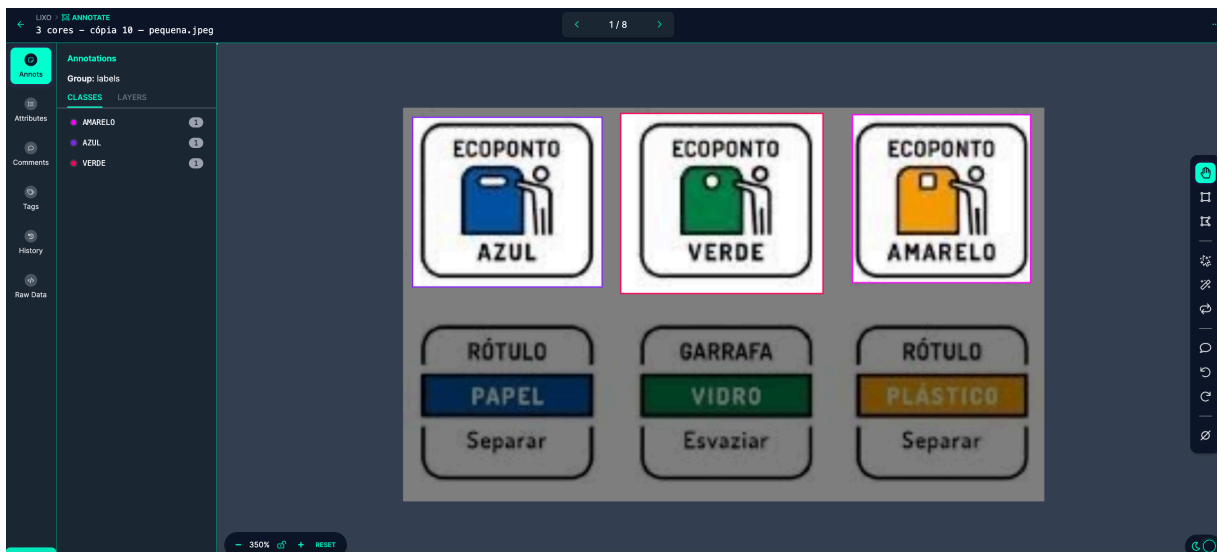 LIXO > ANNOTATE
3 cores – cópia 10 – pequena.jpeg
1 / 8
Annots
Attributes
Comments
Tags
History
Raw Data
Annotations
Group: labels
CLASSES LAYERS
AMARELO 1
AZUL 1
VERDE 1
ECOPONTO
AZUL
ECOPONTO
VERDE
ECOPONTO
AMARELO
RÓTULO
PAPEL
Separar
GARRAFA
VIDRO
Esvaziar
RÓTULO
PLÁSTICO
Separar
350% RESET